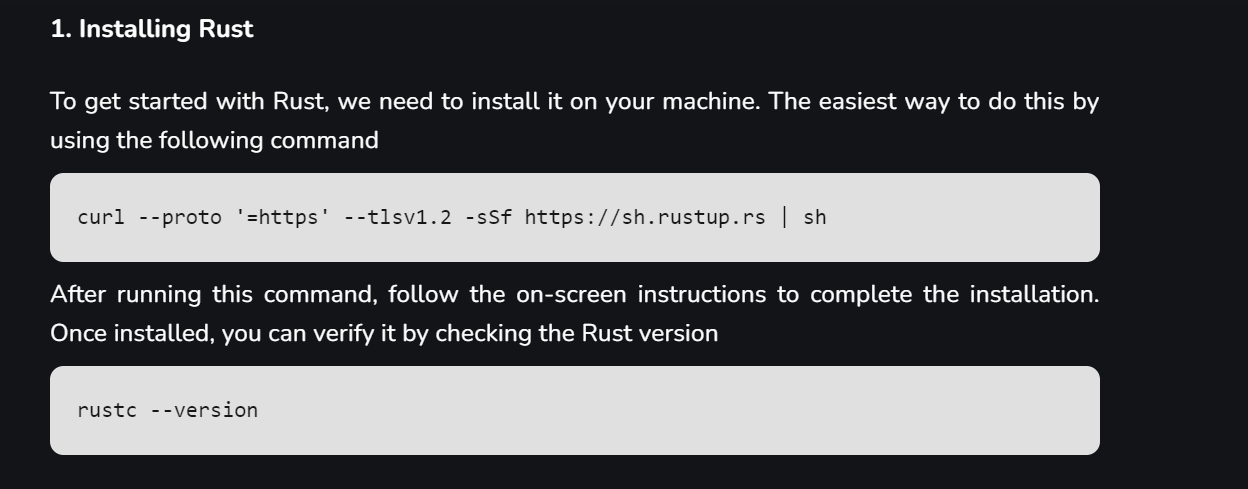 1. Installing Rust
To get started with Rust, we need to install it on your machine. The easiest way to do this by
using the following command
curl --proto '=https' --tlsv1.2 -sSf https://sh.rustup.rs | sh
After running this command, follow the on-screen instructions to complete the installation.
Once installed, you can verify it by checking the Rust version
rustc --version